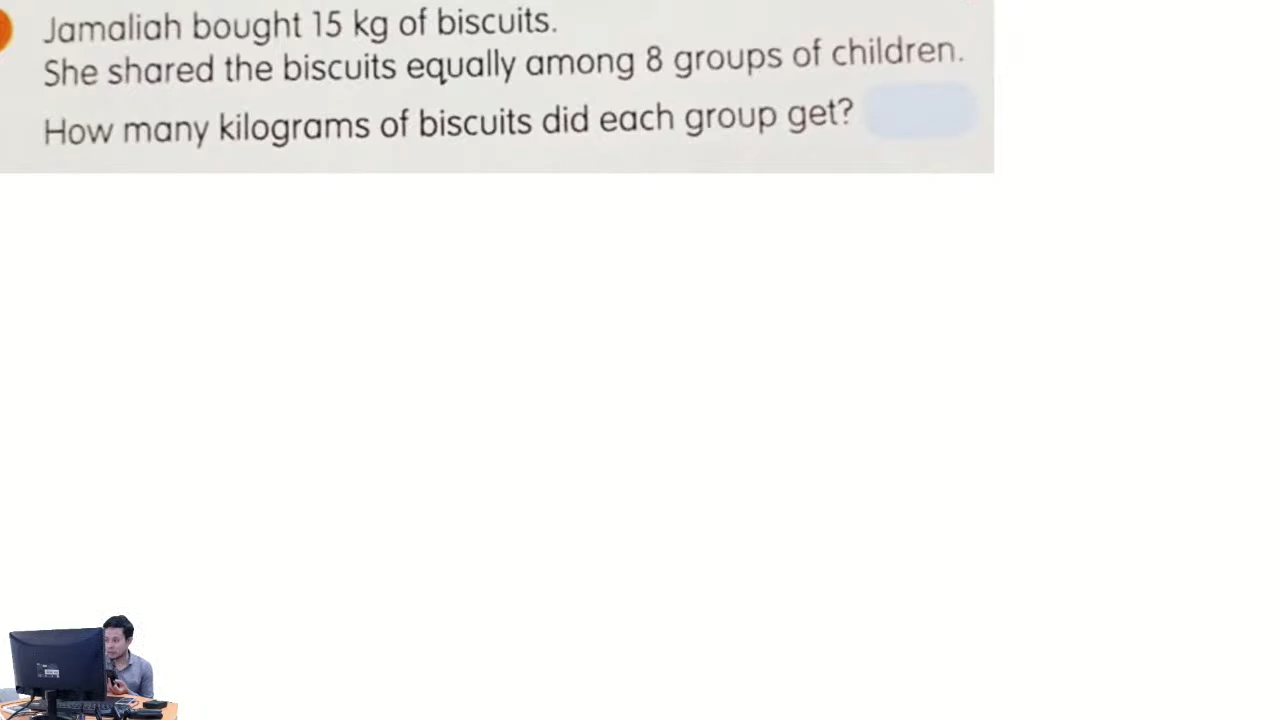 Jamaliah bought 15 kg of biscuits.
She shared the biscuits equally among 8 groups of children.
How many kilograms of biscuits did each group get?